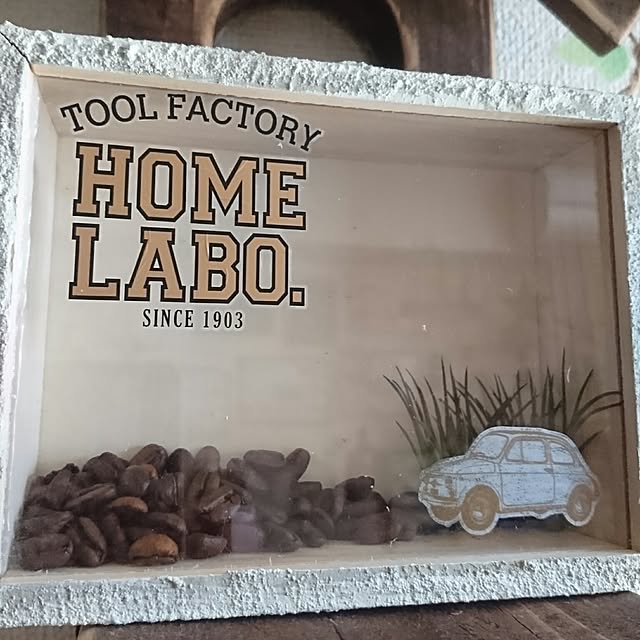 TOOL FACTORY
HOME
LABO.
SINCE 1903